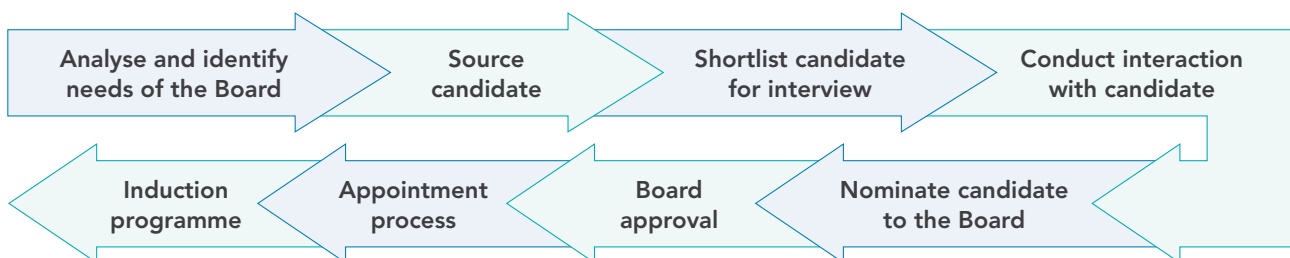 Analyse and identify
needs of the Board
Source
candidate
Shortlist candidate
for interview
Conduct interaction
with candidate
Nominate candidate
to the Board
Board
approval
Appointment
process
Induction
programme